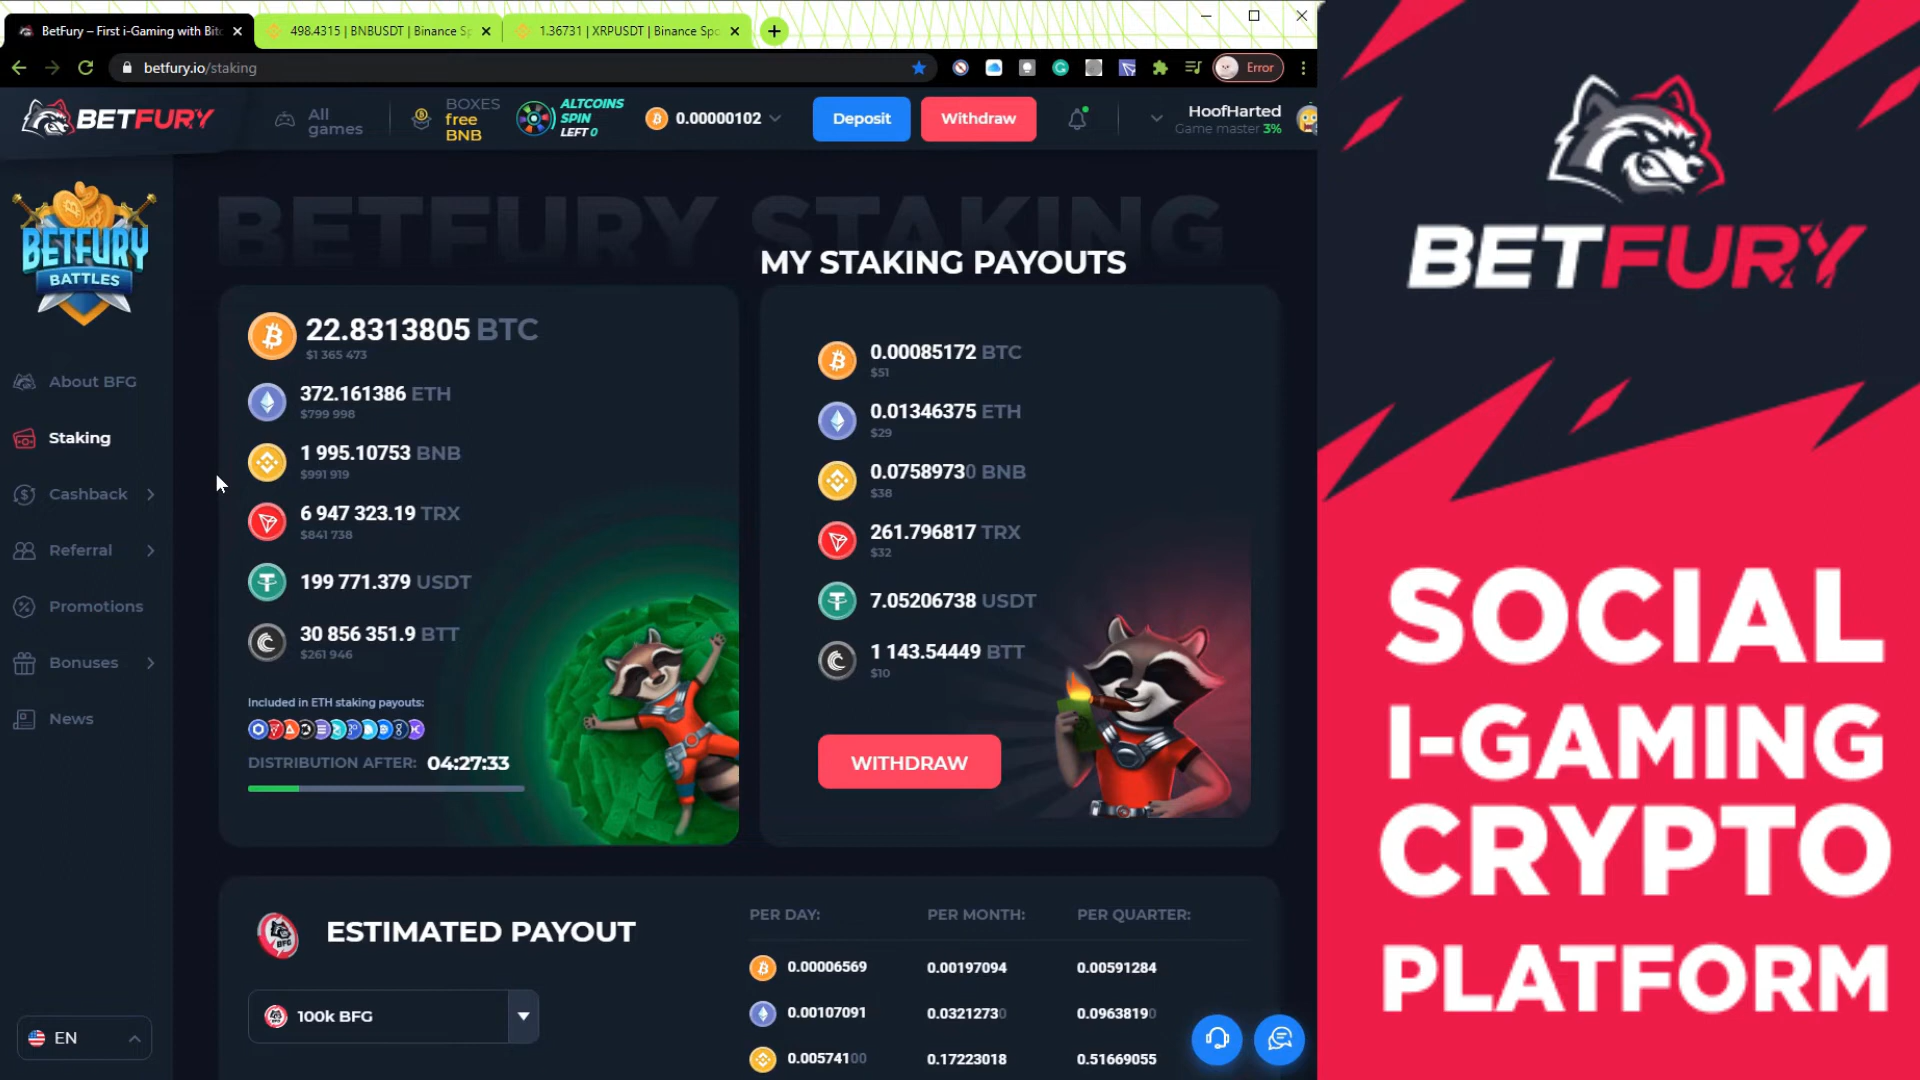 BetFury – First i-Gaming with Bitc
498.4315 | BNBUSDT | Binance Sp
1.36731 | XRPUSDT | Binance Spo
betfury.io/staking
Error
BETFURY
All games
BOXES
free
BNB
ALTCOINS
SPIN
LEFT 0
0.00000102
Deposit
Withdraw
HoofHarted
Game master 3%
BETFURY
BATTLES
About BFG
Staking
Cashback
Referral
Promotions
Bonuses
News
EN
BETFURY STAKING
22.8313805 BTC
$1 365 473
372.161386 ETH
$799 998
1 995.10753 BNB
$991 919
6 947 323.19 TRX
$841 738
199 771.379 USDT
30 856 351.9 BTT
$261 946
Included in ETH staking payouts:
DISTRIBUTION AFTER: 04:27:33
MY STAKING PAYOUTS
0.00085172 BTC
$51
0.01346375 ETH
$29
0.07589730 BNB
$38
261.796817 TRX
$32
7.05206738 USDT
1 143.54449 BTT
$10
WITHDRAW
BFG
ESTIMATED PAYOUT
100k BFG
PER DAY: PER MONTH: PER QUARTER:
0.00006569 0.00197094 0.00591284
0.00107091 0.03212730 0.09638190
0.00574100 0.17223018 0.51669055
BETFURY
SOCIAL
I-GAMING
CRYPTO
PLATFORM